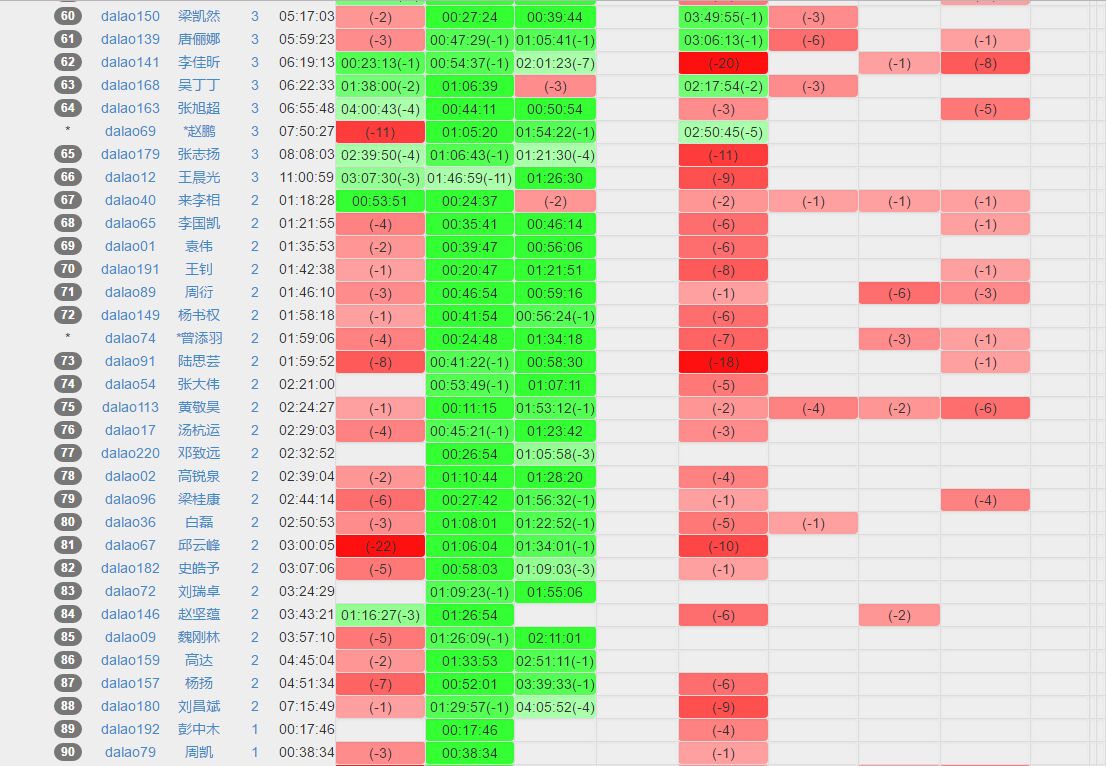 60 dalao150 梁凯然 3 05:17:03 (-2) 00:27:24 00:39:44 03:49:55(-1) (-3)
61 dalao139 唐俪娜 3 05:59:23 (-3) 00:47:29(-1) 01:05:41(-1) 03:06:13(-1) (-6) (-1)
62 dalao141 李佳昕 3 06:19:13 00:23:13(-1) 00:54:37(-1) 02:01:23(-7) (-20) (-1) (-8)
63 dalao168 吴丁丁 3 06:22:33 01:38:00(-2) 01:06:39 (-3) 02:17:54(-2) (-3)
64 dalao163 张旭超 3 06:55:48 04:00:43(-4) 00:44:11 00:50:54 (-3) (-5)
* dalao69 *赵鹏 3 07:50:27 (-11) 01:05:20 01:54:22(-1) 02:50:45(-5)
65 dalao179 张志扬 3 08:08:03 02:39:50(-4) 01:06:43(-1) 01:21:30(-4) (-11)
66 dalao12 王晨光 3 11:00:59 03:07:30(-3) 01:46:59(-11) 01:26:30 (-9)
67 dalao40 来李相 2 01:18:28 00:53:51 00:24:37 (-2) (-2) (-1) (-1) (-1)
68 dalao65 李国凯 2 01:21:55 (-4) 00:35:41 00:46:14 (-6) (-1)
69 dalao01 袁伟 2 01:35:53 (-2) 00:39:47 00:56:06 (-6)
70 dalao191 王钊 2 01:42:38 (-1) 00:20:47 01:21:51 (-8) (-1)
71 dalao89 周衍 2 01:46:10 (-3) 00:46:54 00:59:16 (-1) (-6) (-3)
72 dalao149 杨书权 2 01:58:18 (-1) 00:41:54 00:56:24(-1) (-6)
* dalao74 *曾添羽 2 01:59:06 (-4) 00:24:48 01:34:18 (-7) (-3) (-1)
73 dalao91 陆思芸 2 01:59:52 (-8) 00:41:22(-1) 00:58:30 (-18) (-1)
74 dalao54 张大伟 2 02:21:00 00:53:49(-1) 01:07:11 (-5)
75 dalao113 黄敬昊 2 02:24:27 (-1) 00:11:15 01:53:12(-1) (-2) (-4) (-2) (-6)
76 dalao17 汤杭运 2 02:29:03 (-4) 00:45:21(-1) 01:23:42 (-3)
77 dalao220 邓致远 2 02:32:52 00:26:54 01:05:58(-3)
78 dalao02 高锐泉 2 02:39:04 (-2) 01:10:44 01:28:20 (-4)
79 dalao96 梁桂康 2 02:44:14 (-6) 00:27:42 01:56:32(-1) (-1) (-4)
80 dalao36 白磊 2 02:50:53 (-3) 01:08:01 01:22:52(-1) (-5) (-1)
81 dalao67 邱云峰 2 03:00:05 (-22) 01:06:04 01:34:01(-1) (-10)
82 dalao182 史皓予 2 03:07:06 (-5) 00:58:03 01:09:03(-3) (-1)
83 dalao72 刘瑞卓 2 03:24:29 01:09:23(-1) 01:55:06
84 dalao146 赵坚蕴 2 03:43:21 01:16:27(-3) 01:26:54 (-6) (-2)
85 dalao09 魏刚林 2 03:57:10 (-5) 01:26:09(-1) 02:11:01
86 dalao159 高达 2 04:45:04 (-2) 01:33:53 02:51:11(-1)
87 dalao157 杨扬 2 04:51:34 (-7) 00:52:01 03:39:33(-1) (-6)
88 dalao180 刘昌斌 2 07:15:49 (-1) 01:29:57(-1) 04:05:52(-4) (-9)
89 dalao192 彭中木 1 00:17:46 00:17:46 (-4)
90 dalao79 周凯 1 00:38:34 (-3) 00:38:34 (-1)